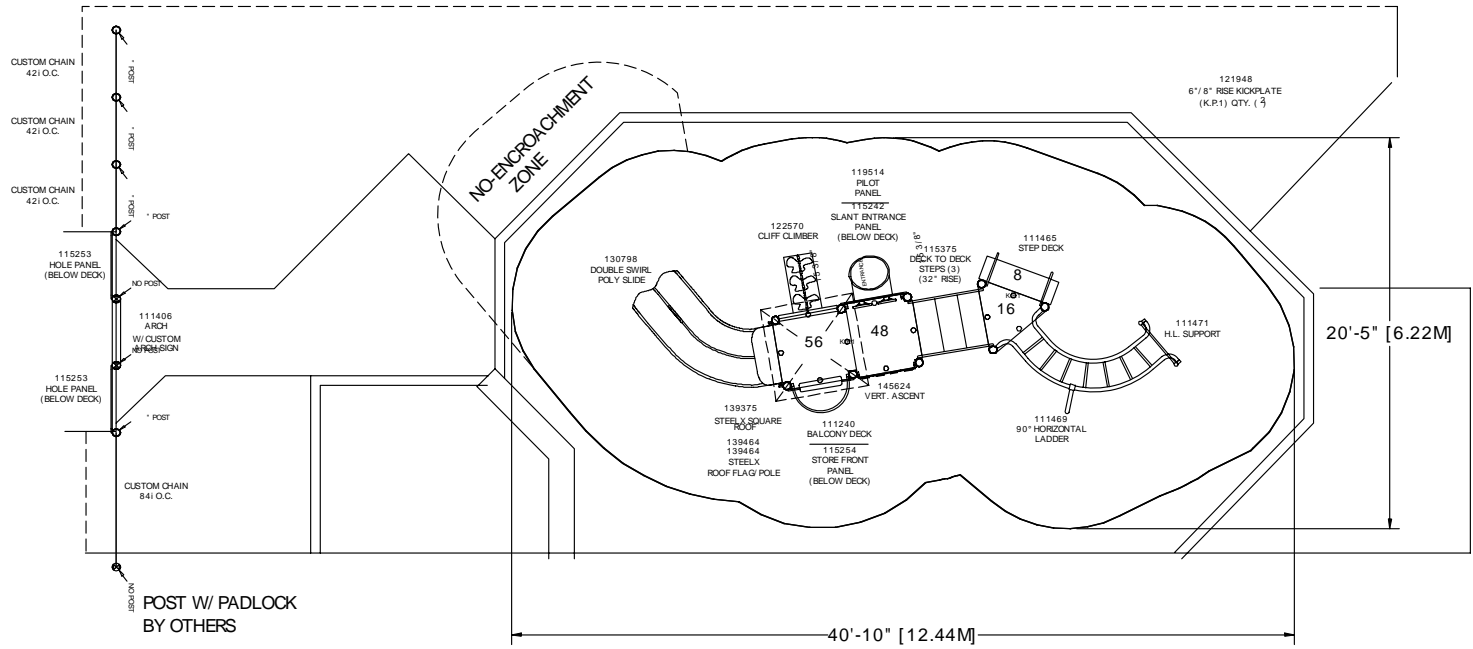 CUSTOM CHAIN
42i O.C.
" POST
CUSTOM CHAIN
42i O.C.
" POST
CUSTOM CHAIN
42i O.C.
" POST
" POST
115253
HOLE PANEL
(BELOW DECK)
NO POST
111406
ARCH
W/ CUSTOM
ARCH SIGN
NO POST
115253
HOLE PANEL
(BELOW DECK)
" POST
CUSTOM CHAIN
84i O.C.
NO POST
POST W/ PADLOCK
BY OTHERS
NO-ENCROACHMENT
ZONE
121948
6"/8" RISE KICKPLATE
(K.P.1) QTY. ( 2
119514
PILOT
PANEL
115242
SLANT ENTRANCE
PANEL
(BELOW DECK)
122570
CLIFF CLIMBER
130798
DOUBLE SWIRL
POLY SLIDE
ENTRANCE
115375
DECK TO DECK
STEPS (3)
(32" RISE)
111465
STEP DECK
8
16
56
48
111471
H.L. SUPPORT
145624
VERT. ASCENT
139375
STEELX SQUARE
ROOF
139464
139464
STEELX
ROOF FLAG/POLE
111240
BALCONY DECK
115254
STORE FRONT
PANEL
(BELOW DECK)
111469
90° HORIZONTAL
LADDER
20'-5" [6.22M]
40'-10" [12.44M]